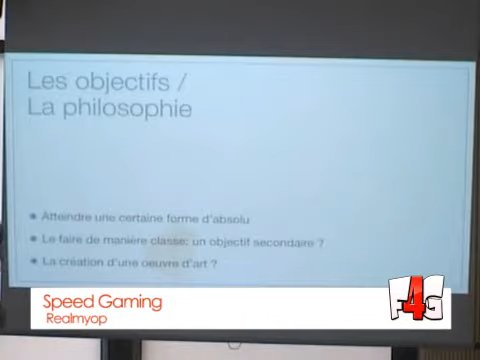 Les objectifs /
La philosophie
Atteindre une certaine forme d'absolu
Le faire de manière classe: un objectif secondaire ?
La création d'une oeuvre d'art ?
Speed Gaming
Realmyop
F4G